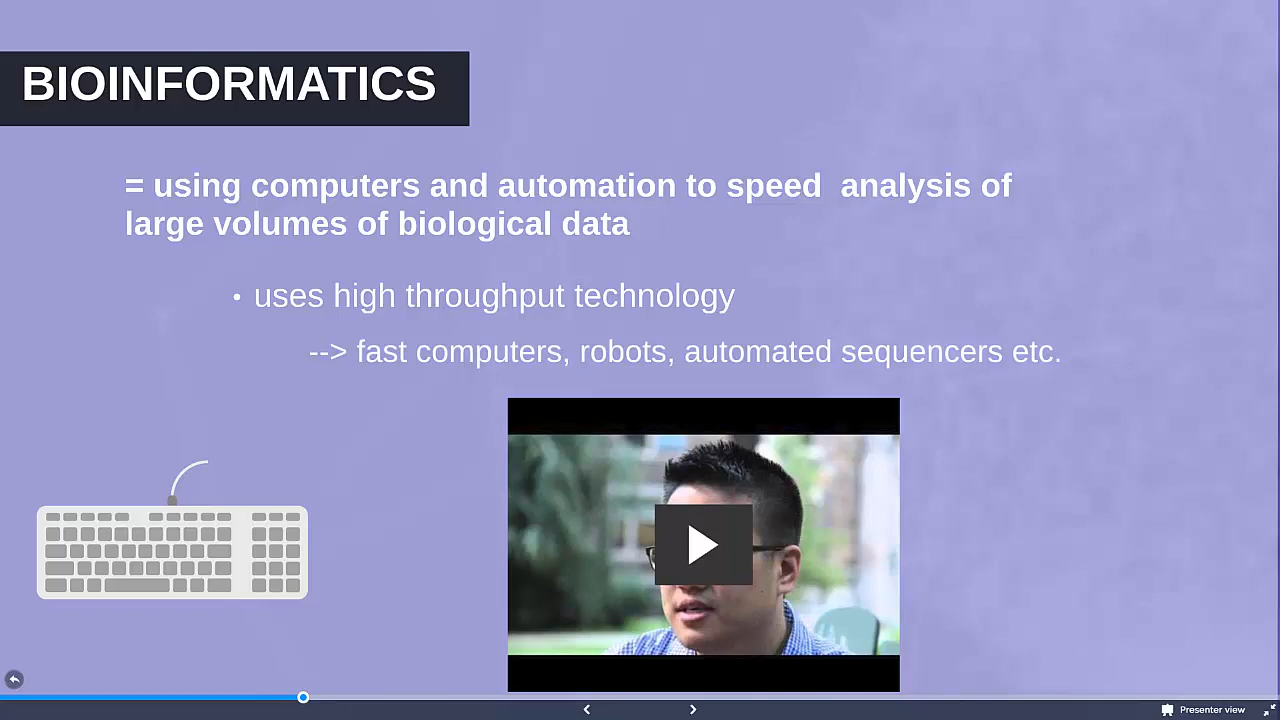 BIOINFORMATICS
= using computers and automation to speed  analysis of
large volumes of biological data
• uses high throughput technology
--> fast computers, robots, automated sequencers etc.
Presenter view